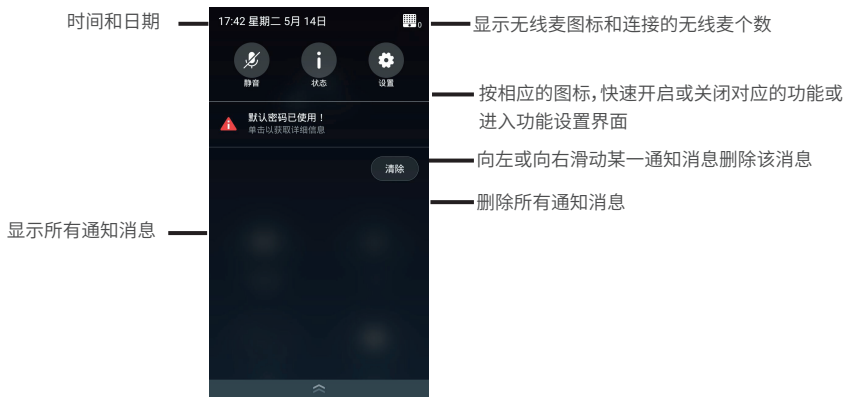 时间和日期
17:42 星期二 5月 14日
0
显示无线麦图标和连接的无线麦个数
静音
状态
设置
按相应的图标,快速开启或关闭对应的功能或
进入功能设置界面
默认密码已使用！
单击以获取详细信息
向左或向右滑动某一通知消息删除该消息
清除
删除所有通知消息
显示所有通知消息